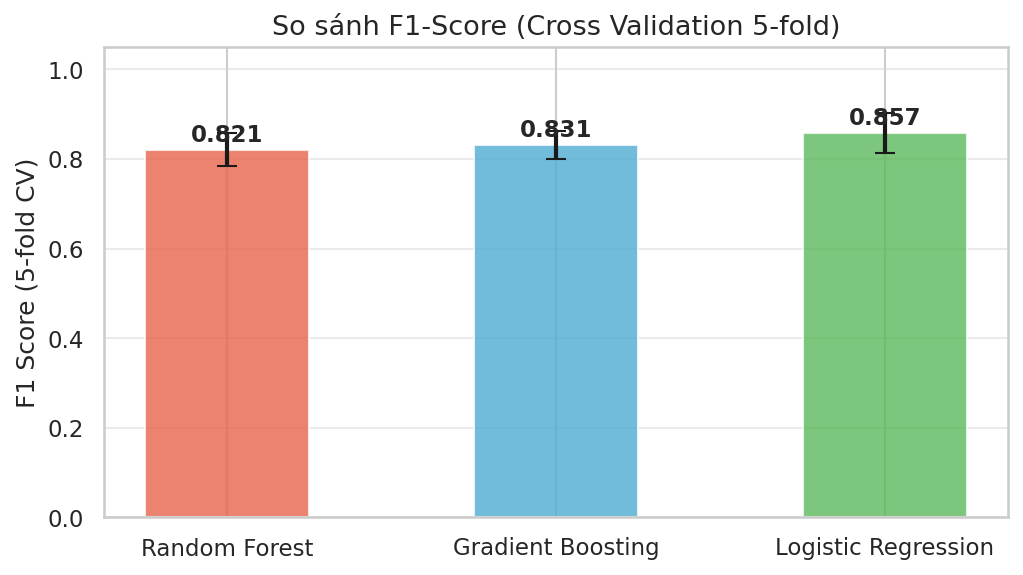 So sánh F1-Score (Cross Validation 5-fold)
F1 Score (5-fold CV)
1.0
0.8
0.6
0.4
0.2
0.0
0.821
0.831
0.857
Random Forest
Gradient Boosting
Logistic Regression